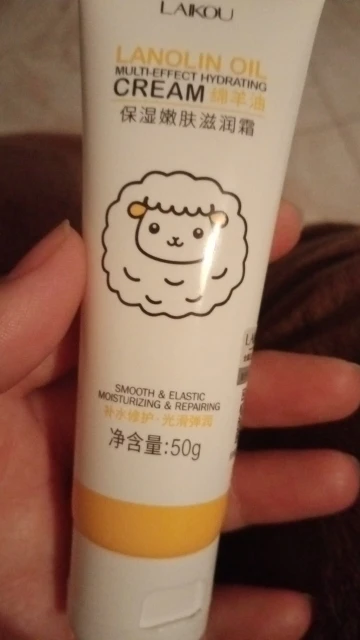 LAIKOU
LANOLIN OIL
MULTI-EFFECT HYDRATING
CREAM 绵羊油
保湿嫩肤滋润霜
SMOOTH & ELASTIC
MOISTURIZING & REPAIRING
补水修护·光滑弹润
净含量:50g